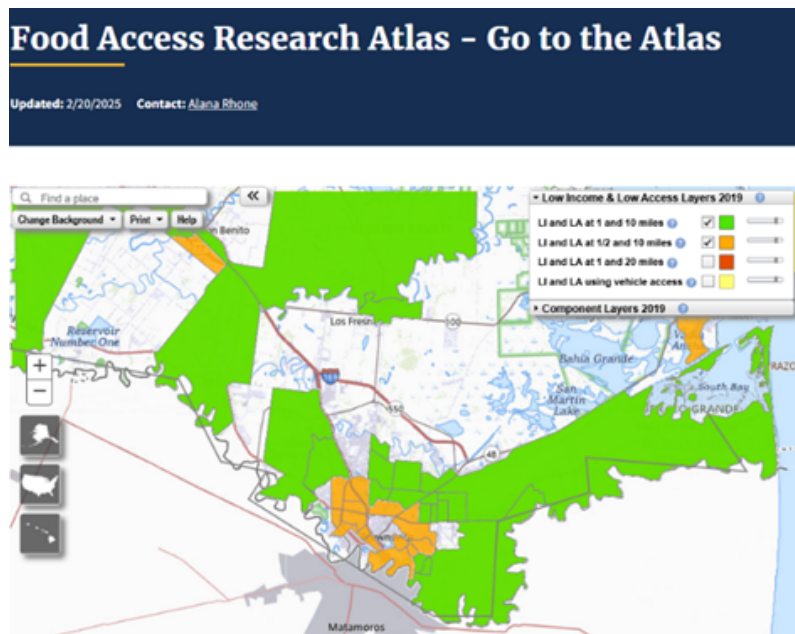 Food Access Research Atlas – Go to the Atlas
Updated: 2/20/2025 Contact: Alana Rhone
Find a place
«
Change Background
Print
Help
Low Income & Low Access Layers 2019
LI and LA at 1 and 10 miles
LI and LA at 1/2 and 10 miles
LI and LA at 1 and 20 miles
LI and LA using vehicle access
Component Layers 2019
n Benito
Los Fresn
100
Reservoir
Number One
+
−
550
48
Bahia Grande
San
Martin
Lake
South Bay
GRANDE
Matamoros